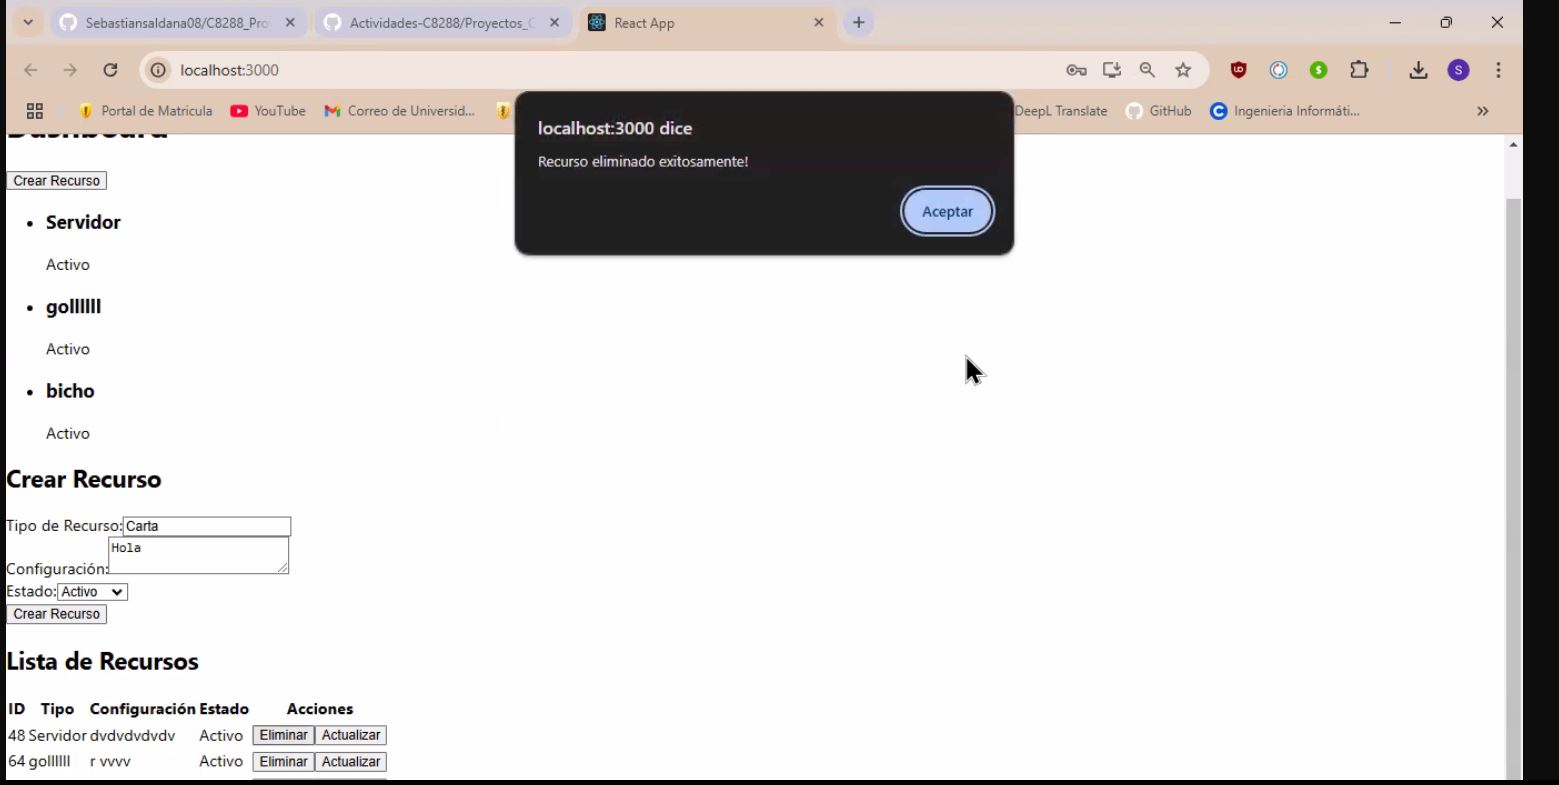 Sebastiansaldana08/C8288_Pro
Actividades-C8288/Proyectos_C
React App
localhost:3000
S
Portal de Matricula
YouTube
Correo de Universid...
DeepL Translate
GitHub
Ingenieria Informáti...
localhost:3000 dice
Recurso eliminado exitosamente!
Aceptar
Dashboard
Crear Recurso
Servidor
Activo
gollllll
Activo
bicho
Activo
Crear Recurso
Tipo de Recurso: Carta
Configuración: Hola
Estado: Activo
Crear Recurso
Lista de Recursos
ID Tipo Configuración Estado Acciones
48 Servidor dvdvdvdvdv Activo Eliminar Actualizar
64 gollllll r vvvv Activo Eliminar Actualizar